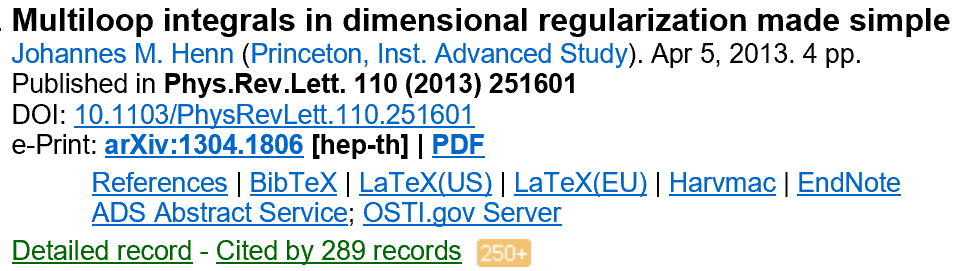 . Multiloop integrals in dimensional regularization made simple
Johannes M. Henn (Princeton, Inst. Advanced Study). Apr 5, 2013. 4 pp.
Published in Phys.Rev.Lett. 110 (2013) 251601
DOI: 10.1103/PhysRevLett.110.251601
e-Print: arXiv:1304.1806 [hep-th] | PDF
References | BibTeX | LaTeX(US) | LaTeX(EU) | Harvmac | EndNote
ADS Abstract Service; OSTI.gov Server
Detailed record - Cited by 289 records 250+